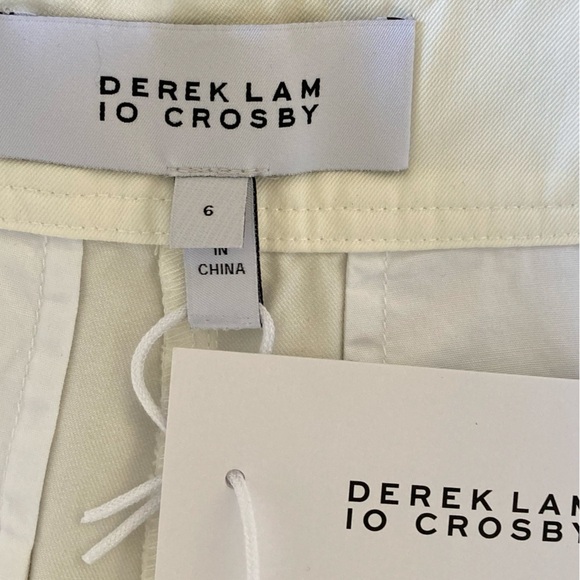 DEREK LAM
10 CROSBY
6
IN
CHINA
DEREK LAM
10 CROSBY